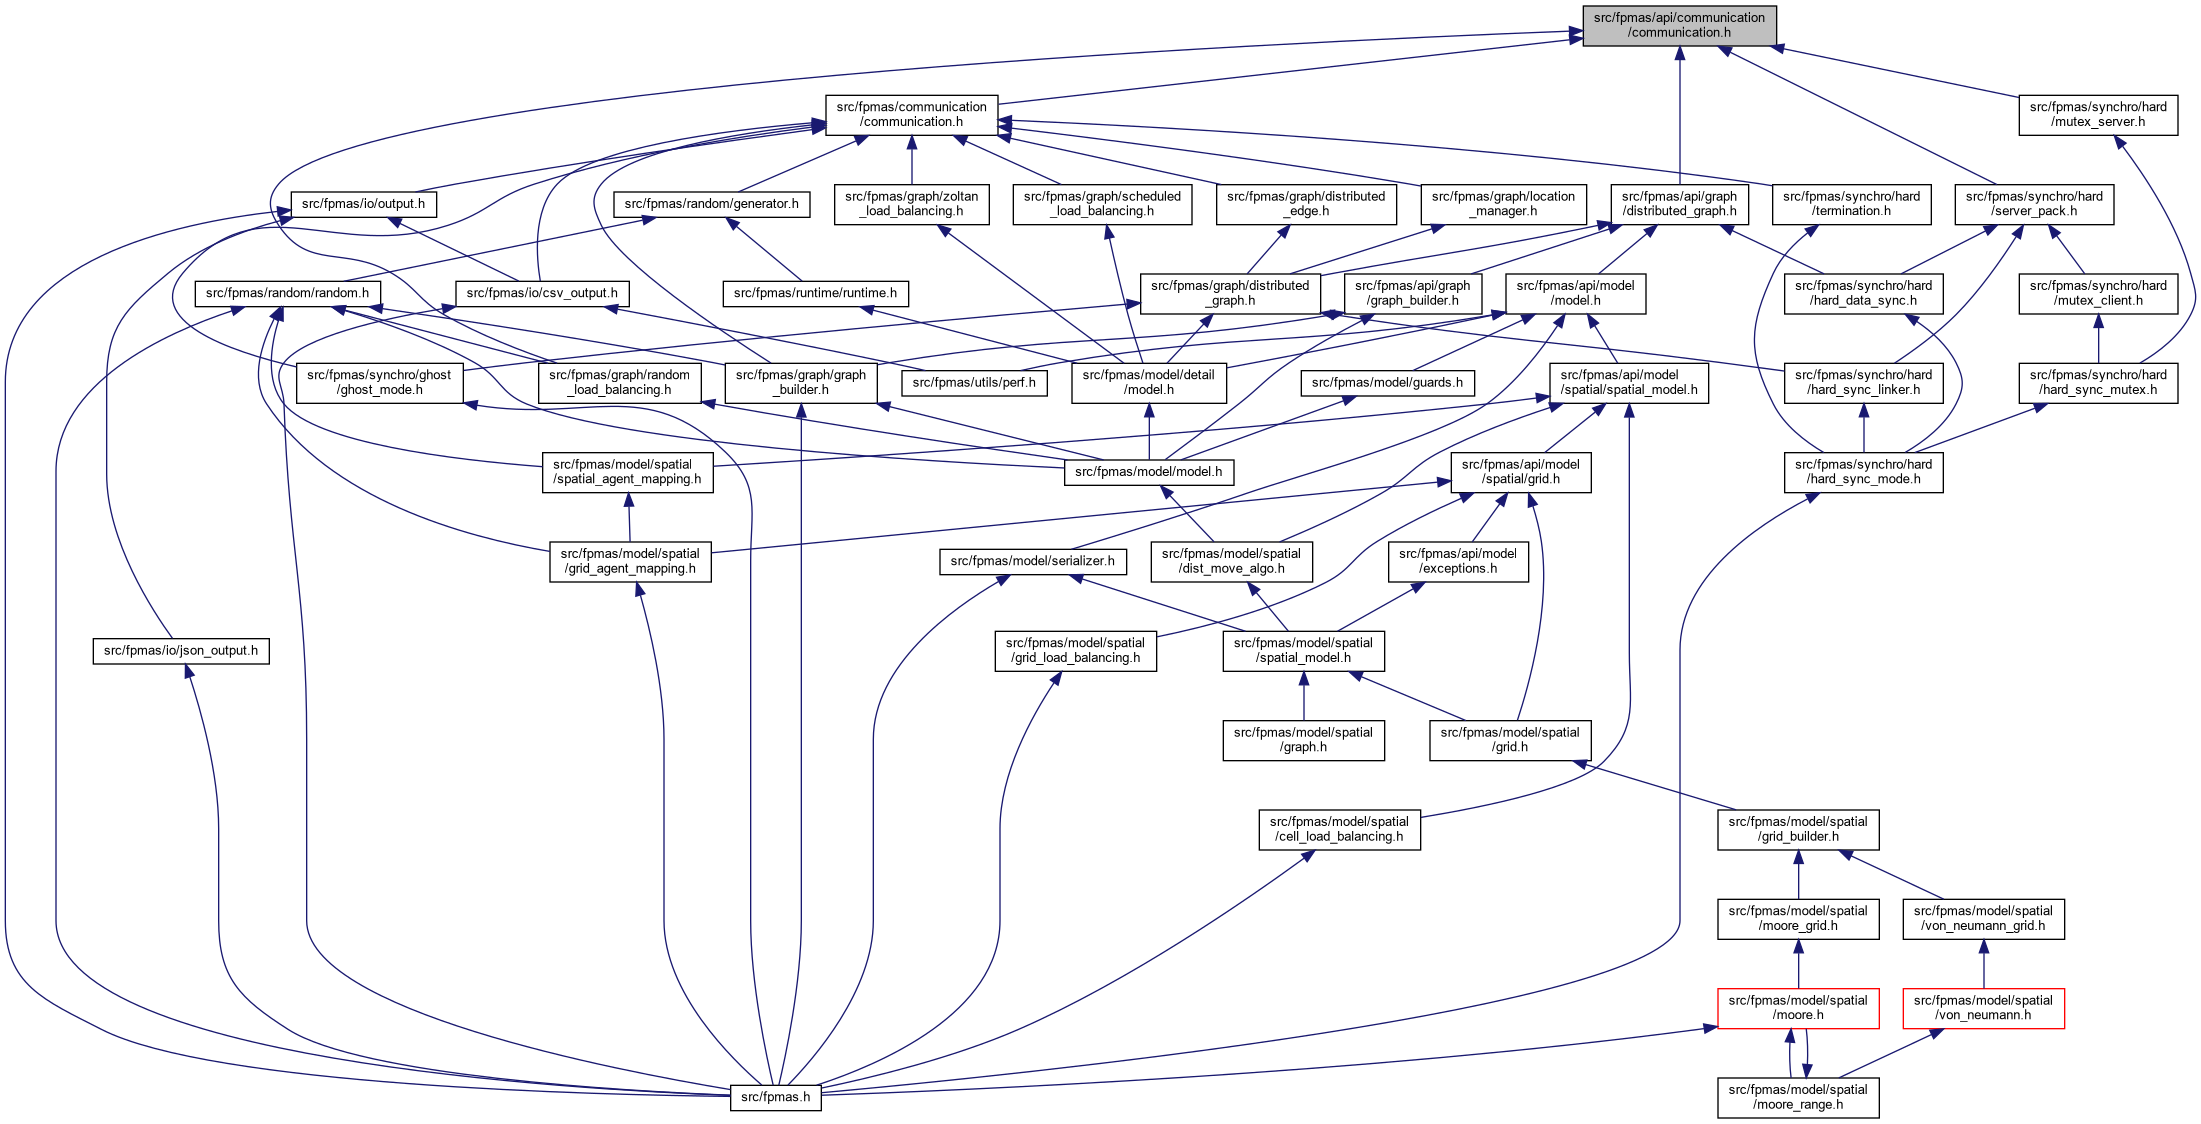 src/fpmas/api/communication
/communication.h
src/fpmas/communication
/communication.h
src/fpmas/synchro/hard
/mutex_server.h
src/fpmas/io/output.h
src/fpmas/random/generator.h
src/fpmas/graph/zoltan
_load_balancing.h
src/fpmas/graph/scheduled
_load_balancing.h
src/fpmas/graph/distributed
_edge.h
src/fpmas/graph/location
_manager.h
src/fpmas/api/graph
/distributed_graph.h
src/fpmas/synchro/hard
/termination.h
src/fpmas/synchro/hard
/server_pack.h
src/fpmas/random/random.h
src/fpmas/io/csv_output.h
src/fpmas/runtime/runtime.h
src/fpmas/graph/distributed
_graph.h
src/fpmas/api/graph
/graph_builder.h
src/fpmas/api/model
/model.h
src/fpmas/synchro/hard
/hard_data_sync.h
src/fpmas/synchro/hard
/mutex_client.h
src/fpmas/synchro/ghost
/ghost_mode.h
src/fpmas/graph/random
_load_balancing.h
src/fpmas/graph/graph
_builder.h
src/fpmas/utils/perf.h
src/fpmas/model/detail
/model.h
src/fpmas/model/guards.h
src/fpmas/api/model
/spatial/spatial_model.h
src/fpmas/synchro/hard
/hard_sync_linker.h
src/fpmas/synchro/hard
/hard_sync_mutex.h
src/fpmas/model/spatial
/spatial_agent_mapping.h
src/fpmas/model/model.h
src/fpmas/api/model
/spatial/grid.h
src/fpmas/synchro/hard
/hard_sync_mode.h
src/fpmas/model/spatial
/grid_agent_mapping.h
src/fpmas/model/serializer.h
src/fpmas/model/spatial
/dist_move_algo.h
src/fpmas/api/model
/exceptions.h
src/fpmas/io/json_output.h
src/fpmas/model/spatial
/grid_load_balancing.h
src/fpmas/model/spatial
/spatial_model.h
src/fpmas/model/spatial
/graph.h
src/fpmas/model/spatial
/grid.h
src/fpmas/model/spatial
/cell_load_balancing.h
src/fpmas/model/spatial
/grid_builder.h
src/fpmas/model/spatial
/moore_grid.h
src/fpmas/model/spatial
/von_neumann_grid.h
src/fpmas/model/spatial
/moore.h
src/fpmas/model/spatial
/von_neumann.h
src/fpmas.h
src/fpmas/model/spatial
/moore_range.h